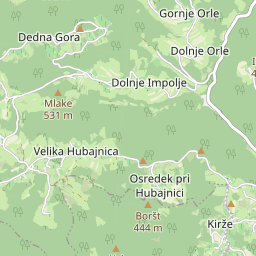 Gornje Orle
Dedna Gora
Dolnje Orle
Dolnje Impolje
Mlake
531 m
Velika Hubajnica
Osredek pri
Hubajnici
Boršt
444 m
Kirže